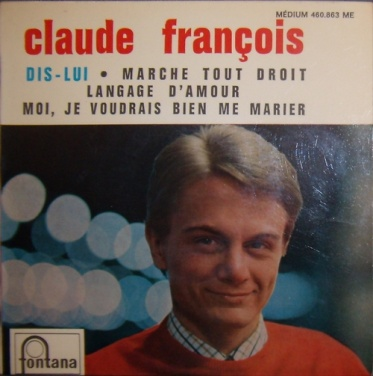 MÉDIUM 460.863 ME
claude françois
DIS-LUI • MARCHE TOUT DROIT
LANGAGE D'AMOUR
MOI, JE VOUDRAIS BIEN ME MARIER
fontana